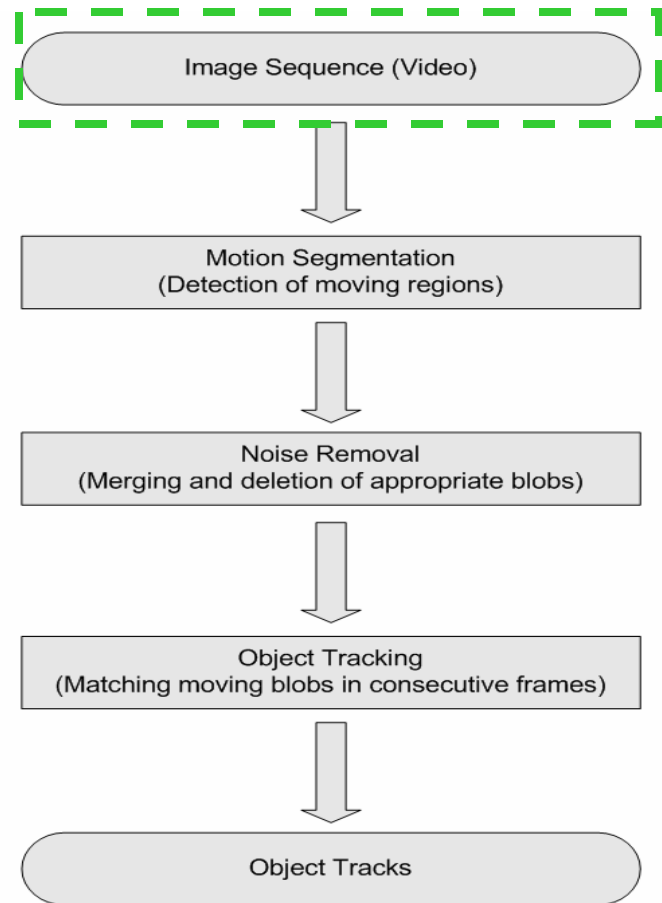 Image Sequence (Video)
Motion Segmentation
(Detection of moving regions)
Noise Removal
(Merging and deletion of appropriate blobs)
Object Tracking
(Matching moving blobs in consecutive frames)
Object Tracks